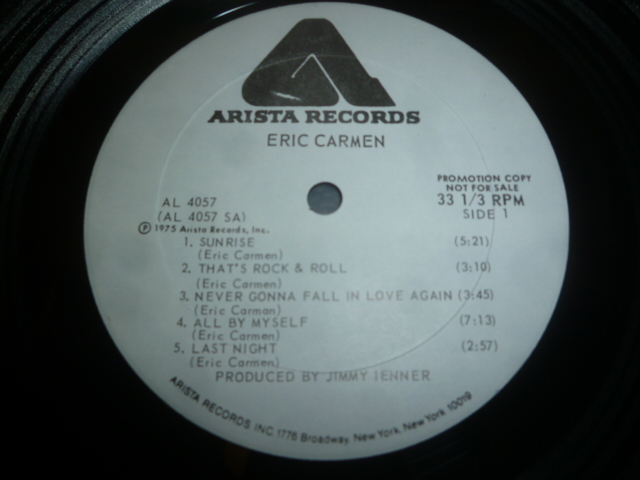 ARISTA RECORDS
ERIC CARMEN
PROMOTION COPY
NOT FOR SALE
AL 4057
33 1/3 RPM
(AL 4057 SA)
SIDE 1
Ⓟ 1975 Arista Records, Inc.
1. SUNRISE (5:21)
(Eric Carmen)
2. THAT'S ROCK & ROLL (3:10)
(Eric Carmen)
3. NEVER GONNA FALL IN LOVE AGAIN (3:45)
(Eric Carman)
4. ALL BY MYSELF (7:13)
(Eric Carmen)
5. LAST NIGHT (2:57)
(Eric Carmen)
PRODUCED BY JIMMY IENNER
ARISTA RECORDS INC 1776 Broadway, New York, New York 10019